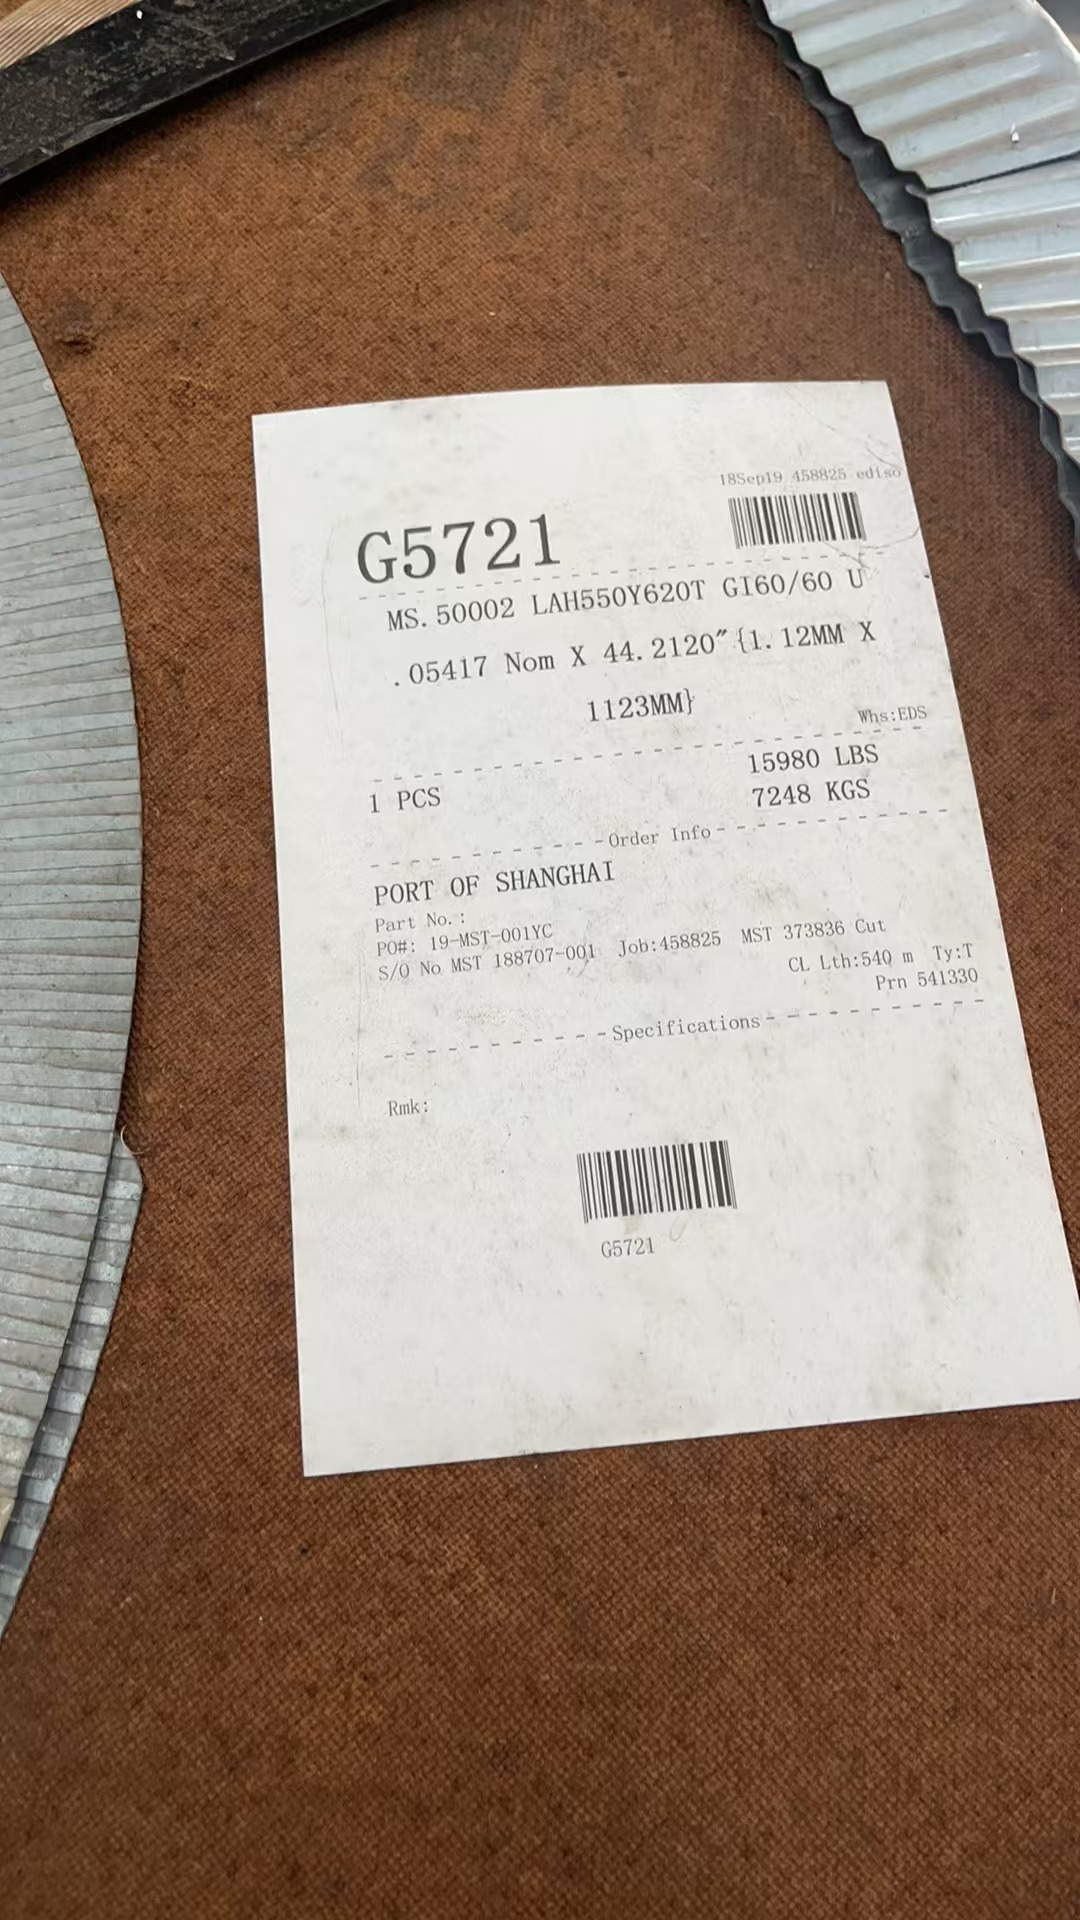 18Sep19 458825 ediso
G5721
MS.50002 LAH550Y620T GI60/60 U
.05417 Nom X 44.2120″{1.12MM X
1123MM}
Whs:EDS
1 PCS
15980 LBS
7248 KGS
Order Info
PORT OF SHANGHAI
Part No.:
PO#: 19-MST-001YC
S/O No MST 188707-001 Job:458825 MST 373836 Cut
CL Lth:540 m Ty:T
Prn 541330
Specifications
Rmk:
G5721